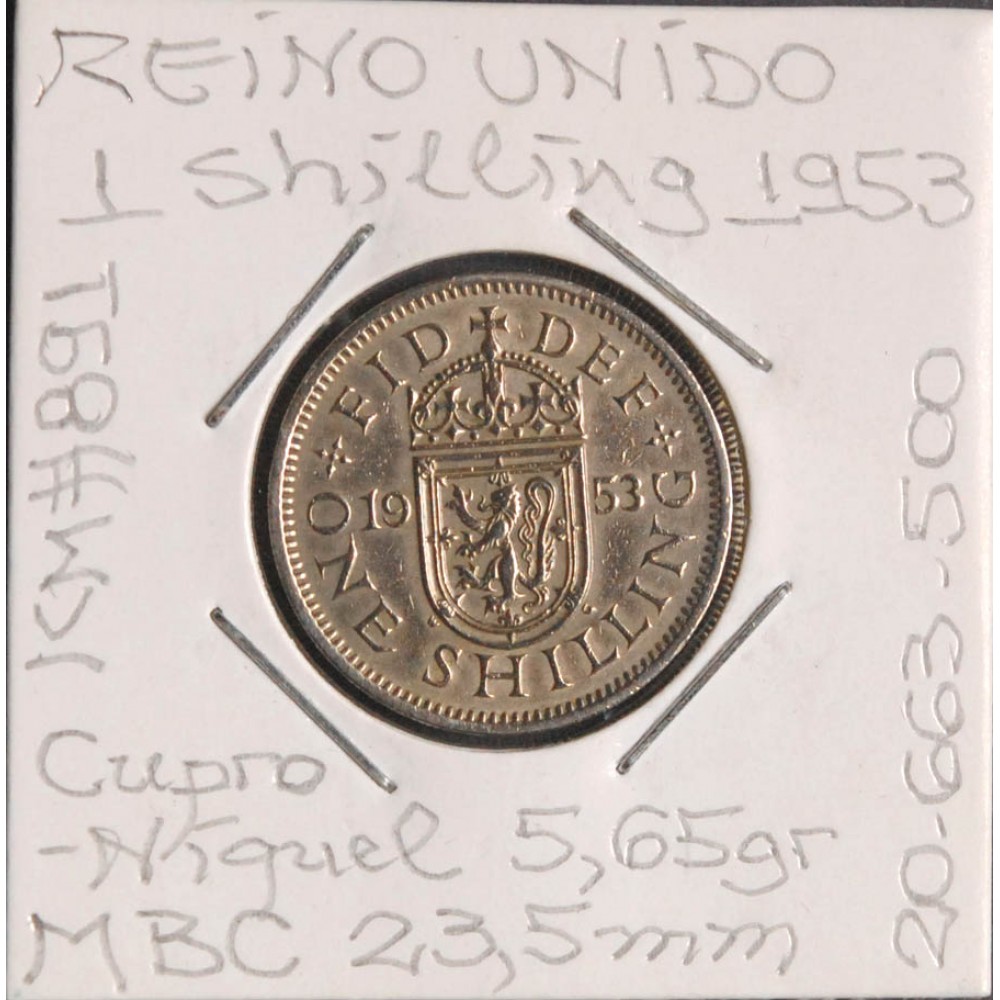 REINO UNIDO
1 Shilling 1953
KM#891
FID DEF
19 53
ONE SHILLING
20-663-500
Cupro
-Niquel 5,65gr
MBC 23,5mm